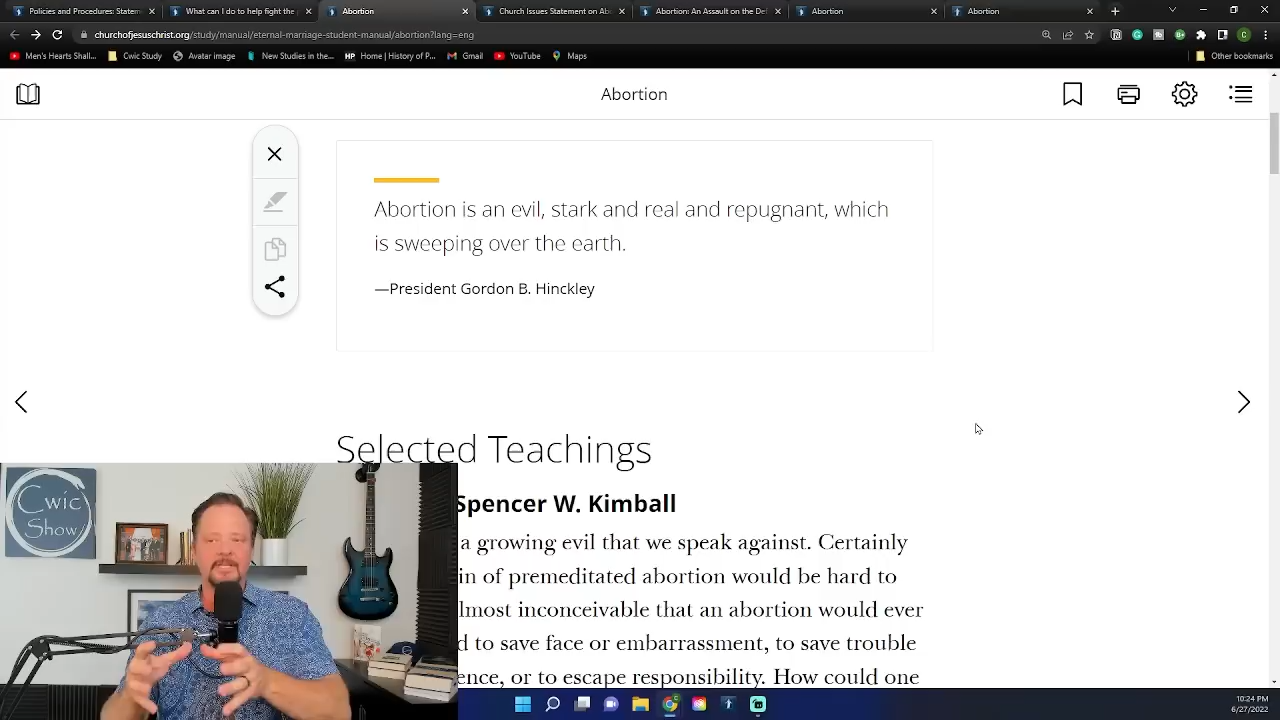 Policies and Procedures: Statem
What can I do to help fight the
Abortion
Church Issues Statement on Abo
Abortion: An Assault on the Def
Abortion
Abortion
churchofjesuschrist.org/study/manual/eternal-marriage-student-manual/abortion?lang=eng
Men's Hearts Shall...
Cwic Study
Avatar image
New Studies in the...
HP Home | History of P...
Gmail
YouTube
Maps
Other bookmarks
Abortion
Abortion is an evil, stark and real and repugnant, which
is sweeping over the earth.
—President Gordon B. Hinckley
Selected Teachings
Spencer W. Kimball
a growing evil that we speak against. Certainly
in of premeditated abortion would be hard to
lmost inconceivable that an abortion would ever
d to save face or embarrassment, to save trouble
ence, or to escape responsibility. How could one
Cwic
Show
10:24 PM
6/27/2022